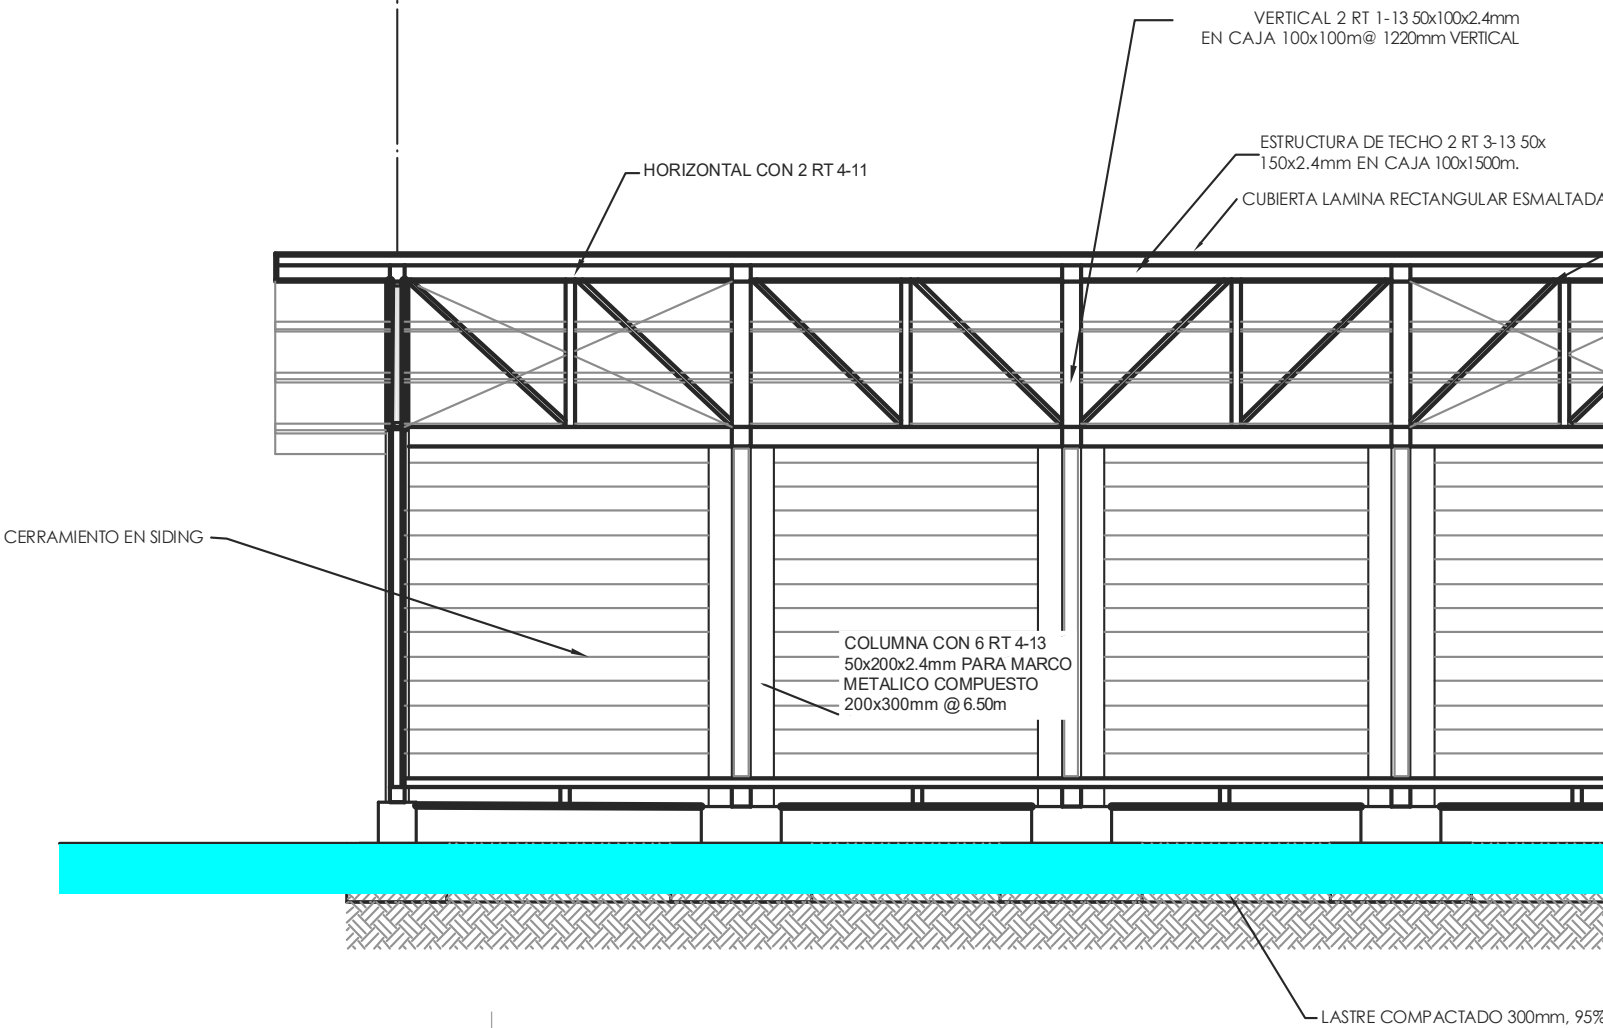 VERTICAL 2 RT 1-13 50x100x2.4mm
EN CAJA 100x100m@ 1220mm VERTICAL
ESTRUCTURA DE TECHO 2 RT 3-13 50x
150x2.4mm EN CAJA 100x1500m.
HORIZONTAL CON 2 RT 4-11
CUBIERTA LAMINA RECTANGULAR ESMALTADA
CERRAMIENTO EN SIDING
COLUMNA CON 6 RT 4-13
50x200x2.4mm PARA MARCO
METALICO COMPUESTO
200x300mm @ 6.50m
LASTRE COMPACTADO 300mm, 95%